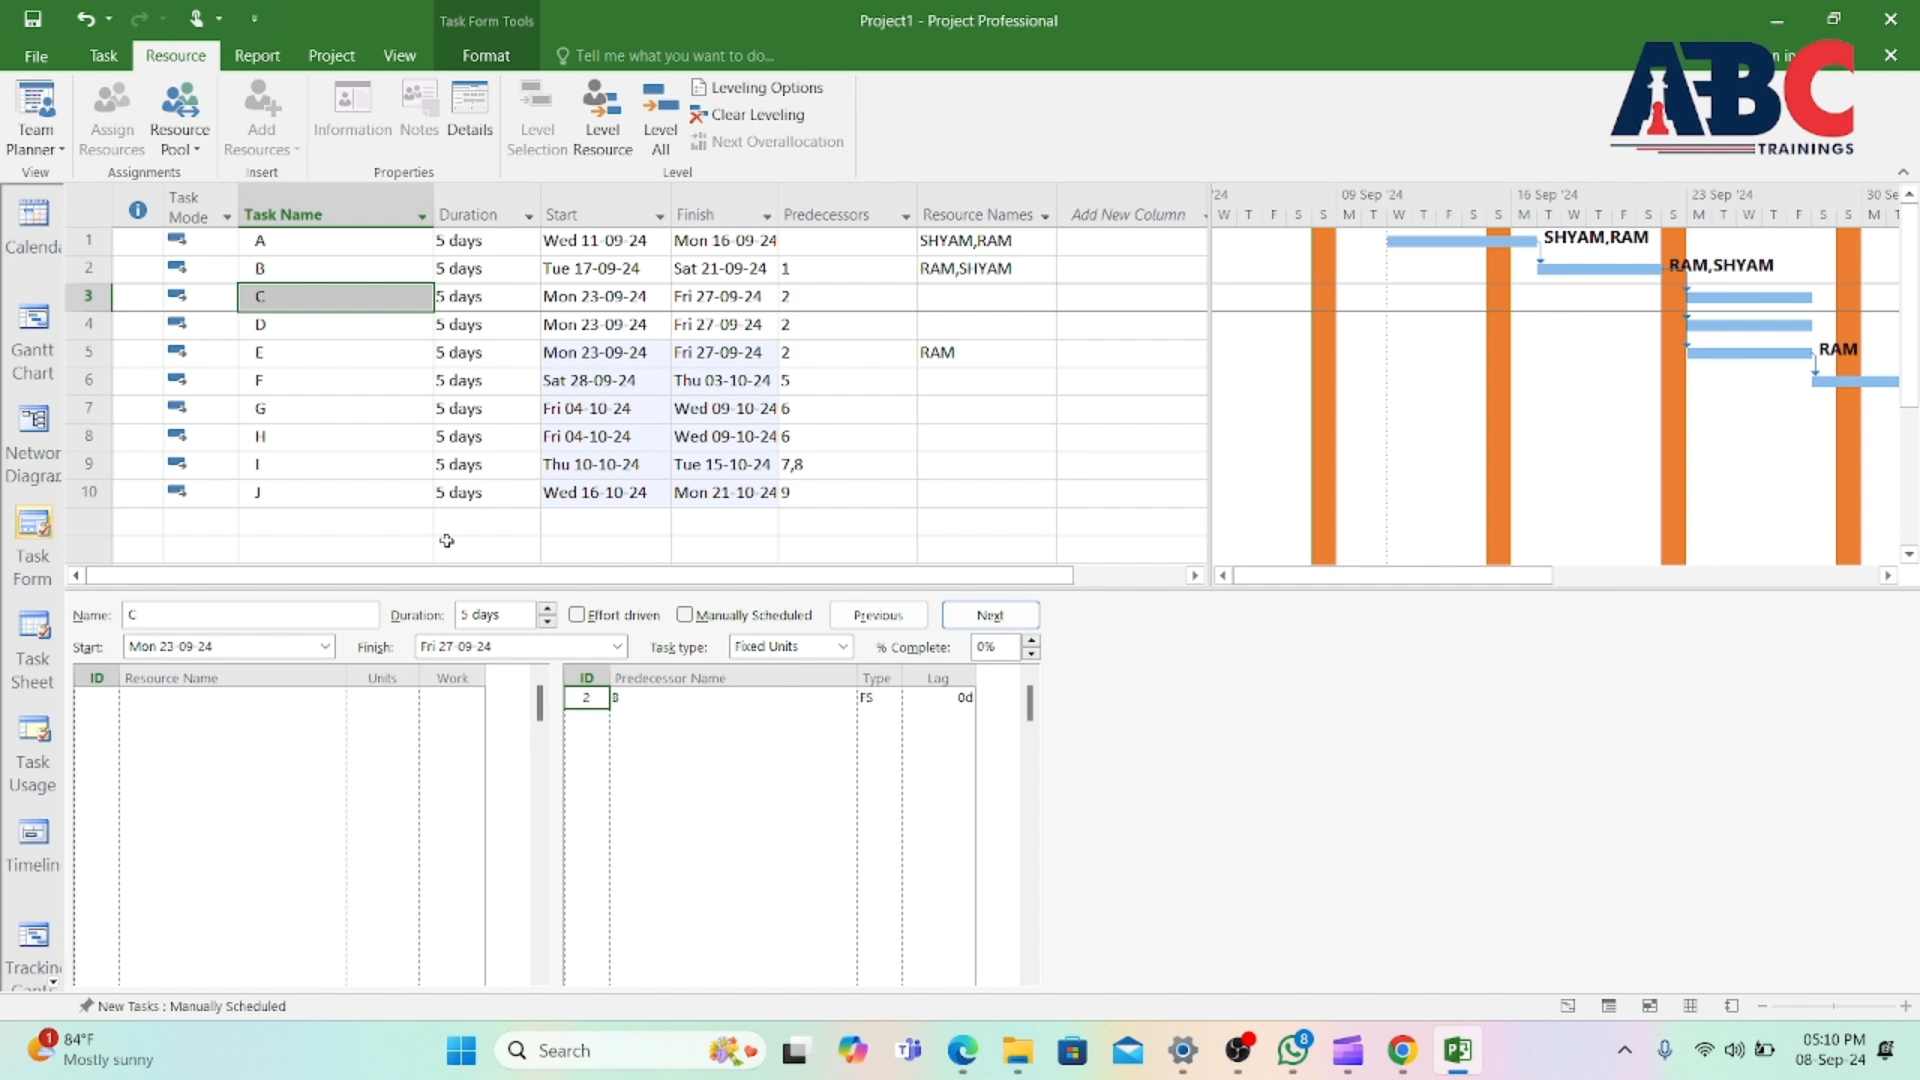 Task Form Tools
Project1 - Project Professional
File
Task
Resource
Report
Project
View
Format
Tell me what you want to do...
Team Planner
Assign Resources
Resource Pool
Add Resources
Information
Notes
Details
Level Selection
Level Resource
Level All
Leveling Options
Clear Leveling
Next Overallocation
View
Assignments
Insert
Properties
Level
ABC
TRAININGS
Task Mode
Task Name
Duration
Start
Finish
Predecessors
Resource Names
Add New Column
'24
09 Sep '24
16 Sep '24
23 Sep '24
30 Se
W T F S S M T W T F S S M T W T F S S M T W T F S S M T
1 A 5 days Wed 11-09-24 Mon 16-09-24 SHYAM,RAM
2 B 5 days Tue 17-09-24 Sat 21-09-24 1 RAM,SHYAM
3 C 5 days Mon 23-09-24 Fri 27-09-24 2
4 D 5 days Mon 23-09-24 Fri 27-09-24 2
5 E 5 days Mon 23-09-24 Fri 27-09-24 2 RAM
6 F 5 days Sat 28-09-24 Thu 03-10-24 5
7 G 5 days Fri 04-10-24 Wed 09-10-24 6
8 H 5 days Fri 04-10-24 Wed 09-10-24 6
9 I 5 days Thu 10-10-24 Tue 15-10-24 7,8
10 J 5 days Wed 16-10-24 Mon 21-10-24 9
SHYAM,RAM
RAM,SHYAM
RAM
Calenda
Gantt Chart
Networ
Diagra
Task Form
Task Sheet
Task Usage
Timelin
Trackin
Name: C
Duration: 5 days
Effort driven
Manually Scheduled
Previous
Next
Start: Mon 23-09-24
Finish: Fri 27-09-24
Task type: Fixed Units
% Complete: 0%
ID Resource Name Units Work
ID Predecessor Name Type Lag
2 B FS 0d
New Tasks : Manually Scheduled
1
84°F
Mostly sunny
Search
8
05:10 PM
08-Sep-24